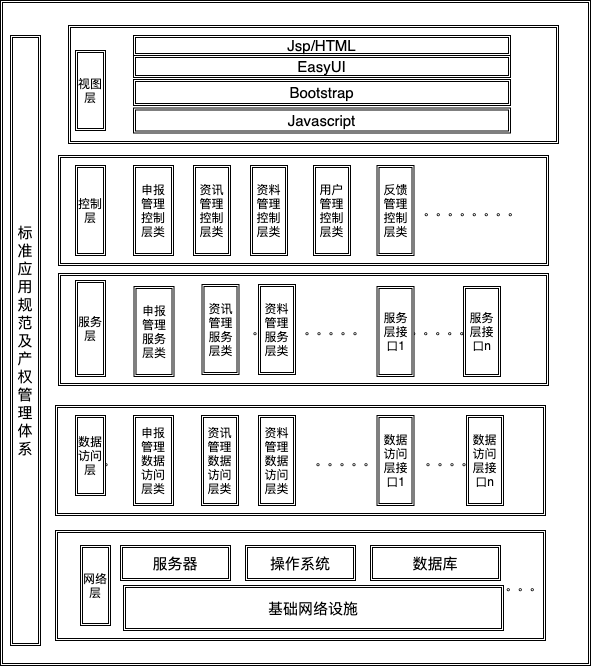 标
准
应
用
规
范
及
产
权
管
理
体
系
视图
层
Jsp/HTML
EasyUI
Bootstrap
Javascript
控制
层
申报
管理
控制
层类
资讯
管理
控制
层类
资料
管理
控制
层类
用户
管理
控制
层类
反馈
管理
控制
层类
。。。。。。。。
服务
层
申报
管理
服务
层类
资讯
管理
服务
层类
。
资料
管理
服务
层类
。。。。。
服务
层接
口1
。。。。。
服务
层接
口n
数据
访问
层
。
申报
管理
数据
访问
层类
资讯
管理
数据
访问
层类
资料
管理
数据
访问
层类
。。。。。
数据
访问
层接
口1
。。。。
数据
访问
层接
口n
网络
层
服务器
操作系统
数据库
。。。
基础网络设施